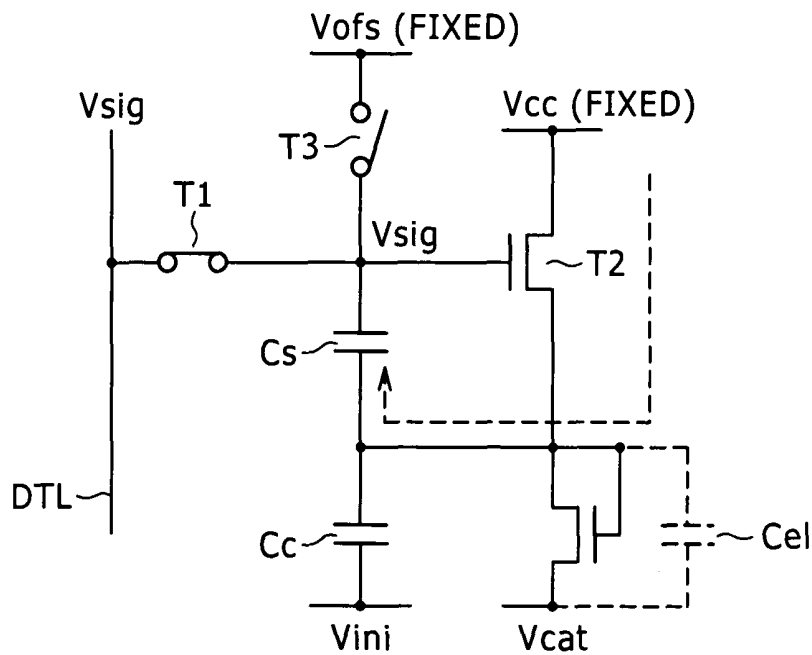 Vofs (FIXED)
Vsig
Vcc (FIXED)
T3
T1
Vsig
T2
Cs
DTL
Cc
Cel
Vini
Vcat